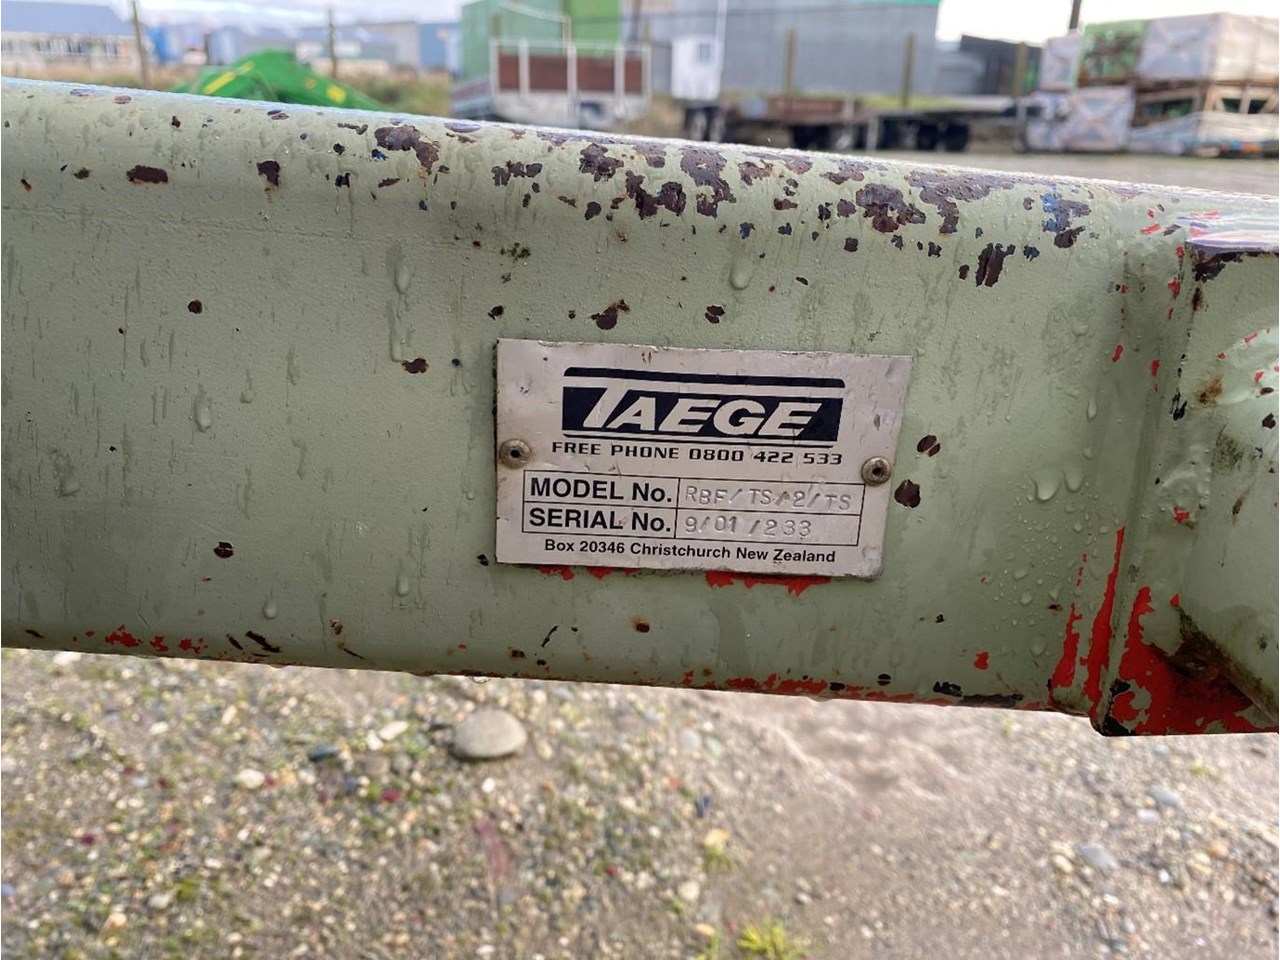 TAEGE
FREE PHONE 0800 422 533
MODEL No. RBF/TS/2/TS
SERIAL No. 9/01/233
Box 20346 Christchurch New Zealand